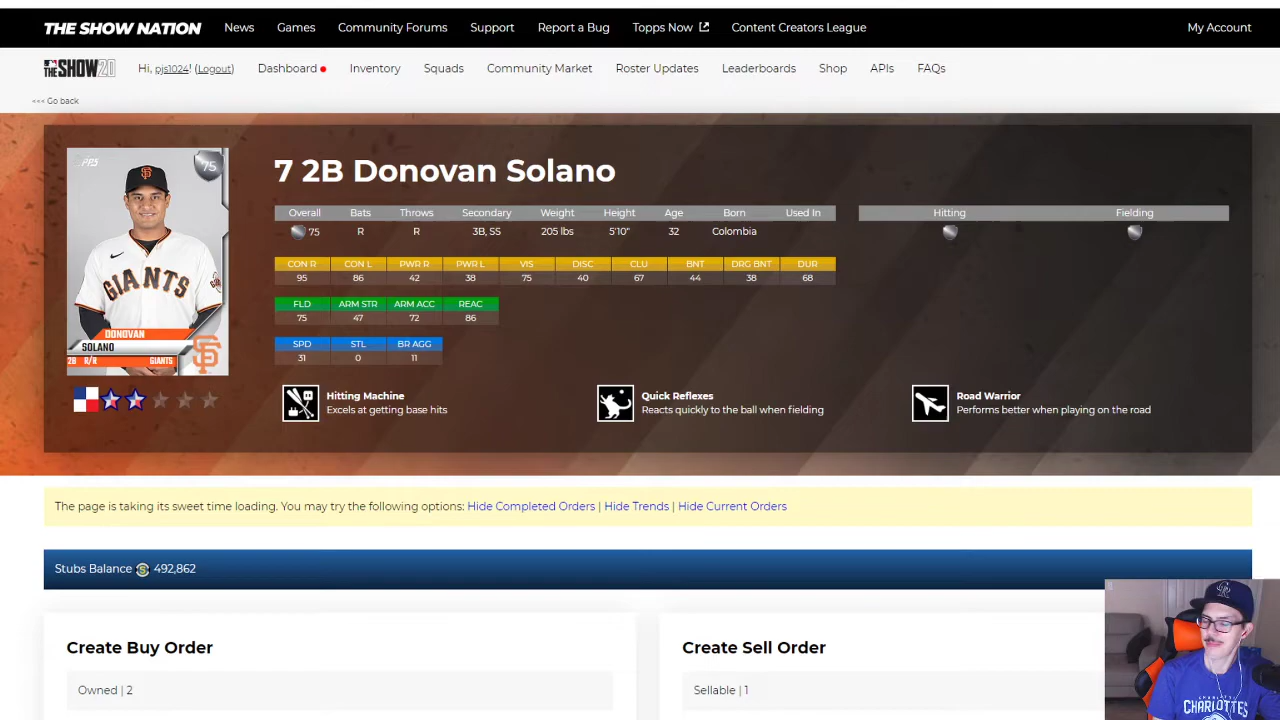 THE SHOW NATION News Games Community Forums Support Report a Bug Topps Now Content Creators League My Account
THE SHOW 20 Hi, pjs1024! (Logout) Dashboard Inventory Squads Community Market Roster Updates Leaderboards Shop APIs FAQs
<<< Go back
75
GIANTS
DONOVAN
SOLANO
2B R/R GIANTS
7 2B Donovan Solano
Overall Bats Throws Secondary Weight Height Age Born Used In
75 R R 3B, SS 205 lbs 5'10" 32 Colombia
Hitting Fielding
CON R CON L PWR R PWR L VIS DISC CLU BNT DRG BNT DUR
95 86 42 38 75 40 67 44 38 68
FLD ARM STR ARM ACC REAC
75 47 72 86
SPD STL BR AGG
31 0 11
Hitting Machine
Excels at getting base hits
Quick Reflexes
Reacts quickly to the ball when fielding
Road Warrior
Performs better when playing on the road
The page is taking its sweet time loading. You may try the following options: Hide Completed Orders | Hide Trends | Hide Current Orders
Stubs Balance 492,862
Create Buy Order
Owned | 2
Create Sell Order
Sellable | 1
CHARLOTTES